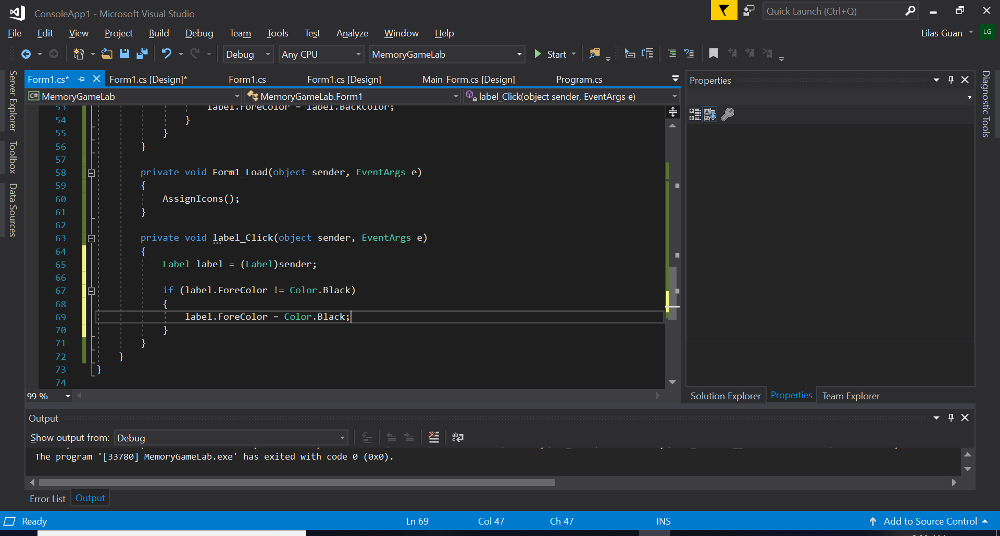 ConsoleApp1 - Microsoft Visual Studio
Quick Launch (Ctrl+Q)
File Edit View Project Build Debug Team Tools Test Analyze Window Help
Lilas Guan LG
Debug Any CPU MemoryGameLab Start
Server Explorer
Toolbox
Data Sources
Form1.cs* Form1.cs [Design]* Form1.cs Form1.cs [Design] Main_Form.cs [Design] Program.cs
MemoryGameLab MemoryGameLab.Form1 label_Click(object sender, EventArgs e)
53 label.ForeColor = label.BackColor;
54 }
55 }
56 }
57
58 private void Form1_Load(object sender, EventArgs e)
59 {
60 AssignIcons();
61 }
62
63 private void label_Click(object sender, EventArgs e)
64 {
65 Label label = (Label)sender;
66
67 if (label.ForeColor != Color.Black)
68 {
69 label.ForeColor = Color.Black;
70 }
71 }
72 }
73 }
74
99 %
Properties
Diagnostic Tools
Solution Explorer Properties Team Explorer
Output
Show output from: Debug
The program '[33780] MemoryGameLab.exe' has exited with code 0 (0x0).
Error List Output
Ready Ln 69 Col 47 Ch 47 INS Add to Source Control